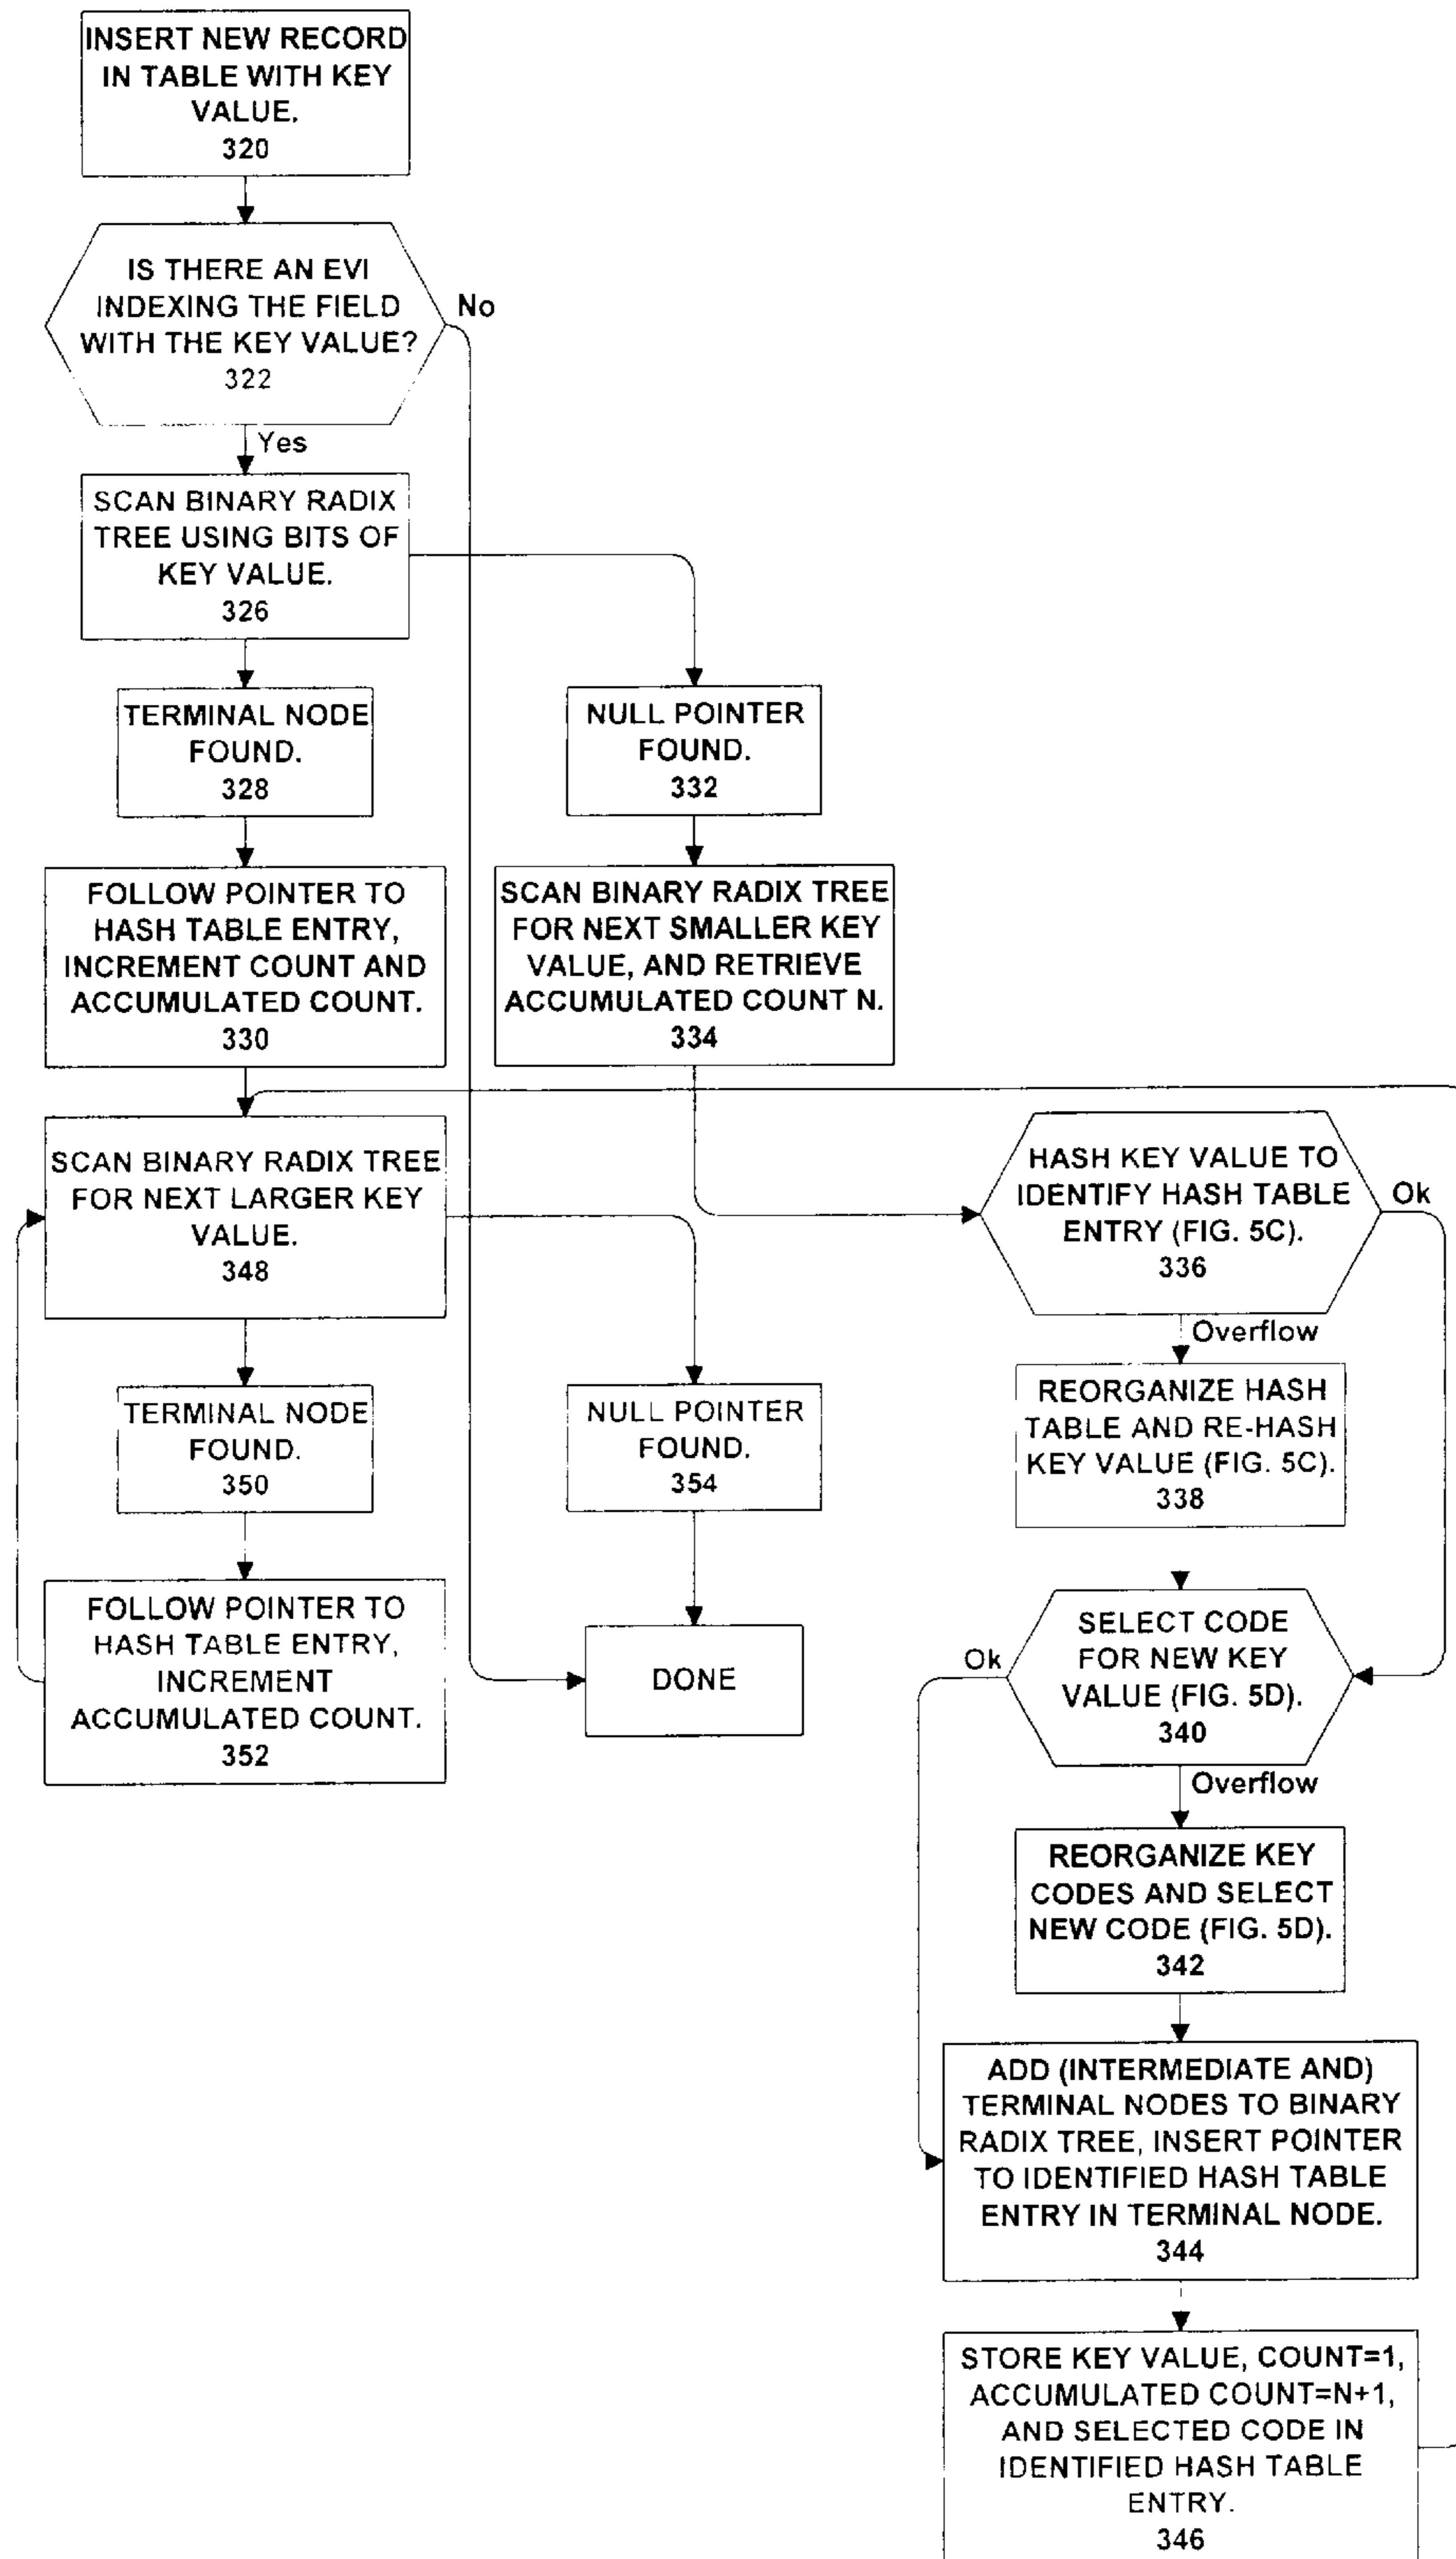 INSERT NEW RECORD
IN TABLE WITH KEY
VALUE.
320
IS THERE AN EVI
INDEXING THE FIELD
WITH THE KEY VALUE?
322
No
Yes
SCAN BINARY RADIX
TREE USING BITS OF
KEY VALUE.
326
TERMINAL NODE
FOUND.
328
NULL POINTER
FOUND.
332
FOLLOW POINTER TO
HASH TABLE ENTRY,
INCREMENT COUNT AND
ACCUMULATED COUNT.
330
SCAN BINARY RADIX TREE
FOR NEXT SMALLER KEY
VALUE, AND RETRIEVE
ACCUMULATED COUNT N.
334
SCAN BINARY RADIX TREE
FOR NEXT LARGER KEY
VALUE.
348
HASH KEY VALUE TO
IDENTIFY HASH TABLE
ENTRY (FIG. 5C).
336
Ok
Overflow
TERMINAL NODE
FOUND.
350
NULL POINTER
FOUND.
354
REORGANIZE HASH
TABLE AND RE-HASH
KEY VALUE (FIG. 5C).
338
FOLLOW POINTER TO
HASH TABLE ENTRY,
INCREMENT
ACCUMULATED COUNT.
352
DONE
Ok
SELECT CODE
FOR NEW KEY
VALUE (FIG. 5D).
340
Overflow
REORGANIZE KEY
CODES AND SELECT
NEW CODE (FIG. 5D).
342
ADD (INTERMEDIATE AND)
TERMINAL NODES TO BINARY
RADIX TREE, INSERT POINTER
TO IDENTIFIED HASH TABLE
ENTRY IN TERMINAL NODE.
344
STORE KEY VALUE, COUNT=1,
ACCUMULATED COUNT=N+1,
AND SELECTED CODE IN
IDENTIFIED HASH TABLE
ENTRY.
346